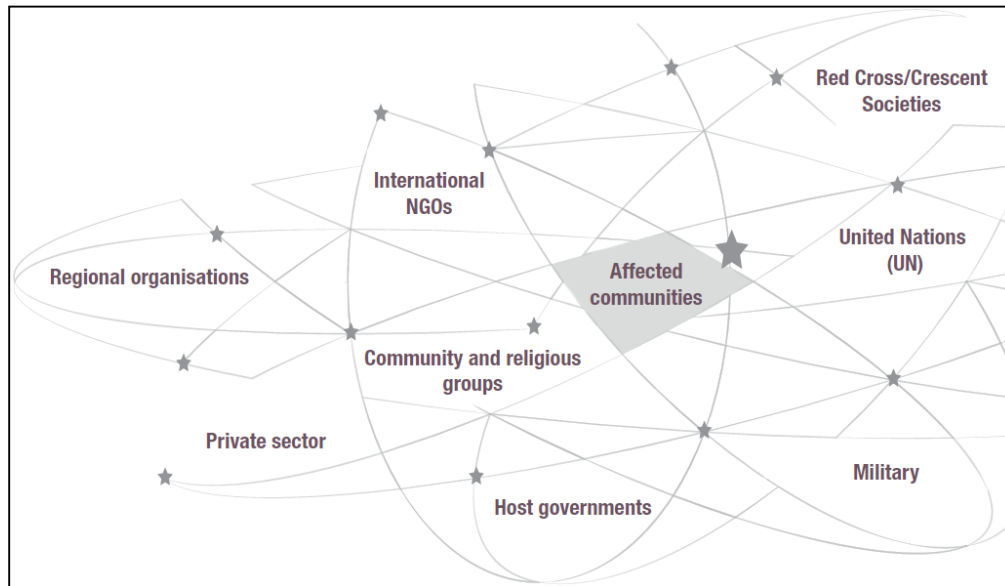 Red Cross/Crescent
Societies
International
NGOs
United Nations
(UN)
Regional organisations
Affected
communities
Community and religious
groups
Private sector
Military
Host governments